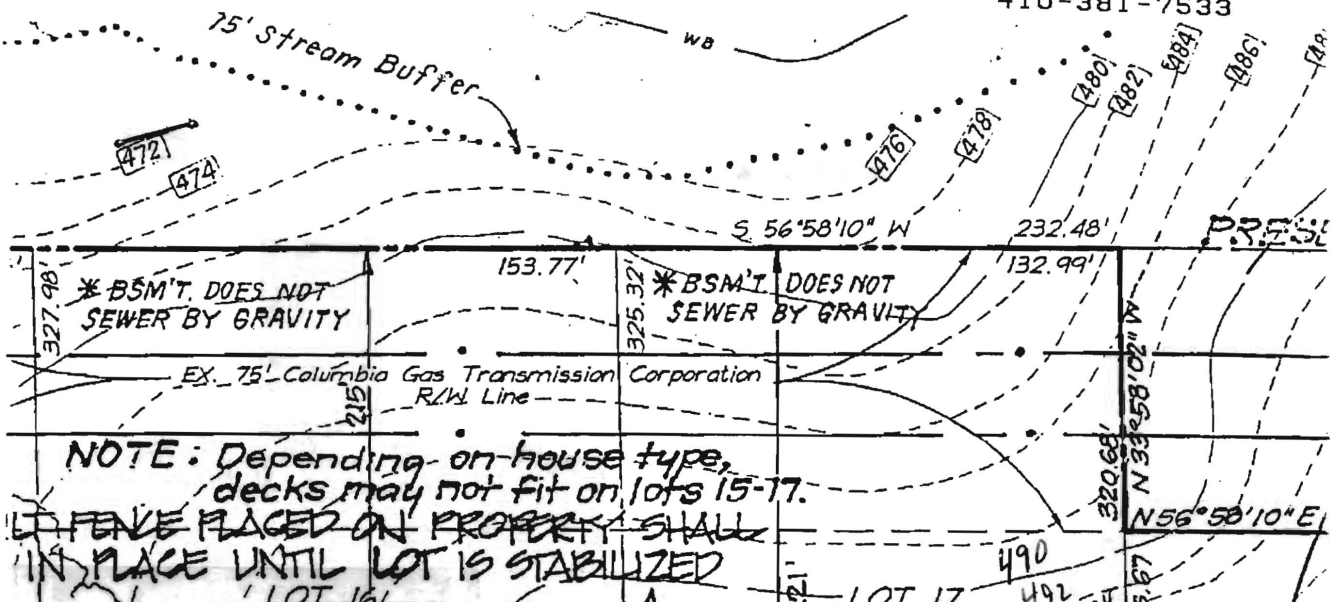 410-381-7533
75' Stream Buffer
WB
480
482
484
486
472
474
476
478
S 56°58'10" W
232.48'
153.77'
132.99'
327.98'
* BSM'T. DOES NOT
SEWER BY GRAVITY
325.32'
* BSM'T. DOES NOT
SEWER BY GRAVITY
N 33°58'02" W
EX. 75' Columbia Gas Transmission Corporation
R/W Line
215'
320.68'
NOTE: Depending on house type,
decks may not fit on lots 15-17.
N 56°58'10" E
FENCE PLACED ON PROPERTY SHALL
IN PLACE UNTIL LOT IS STABILIZED
490
LOT 16
LOT 17
492